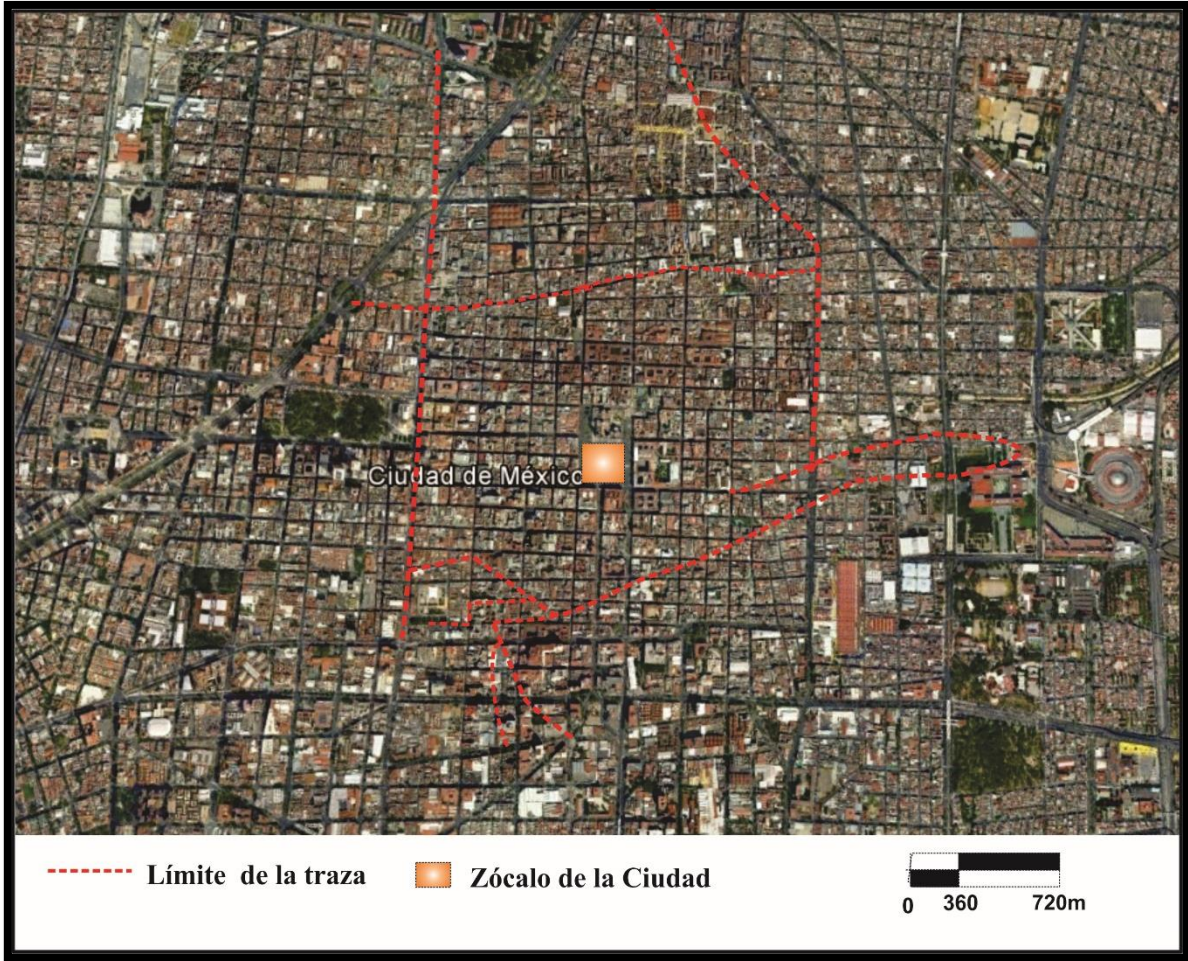 Ciudad de México
Límite de la traza
Zócalo de la Ciudad
0 360 720m